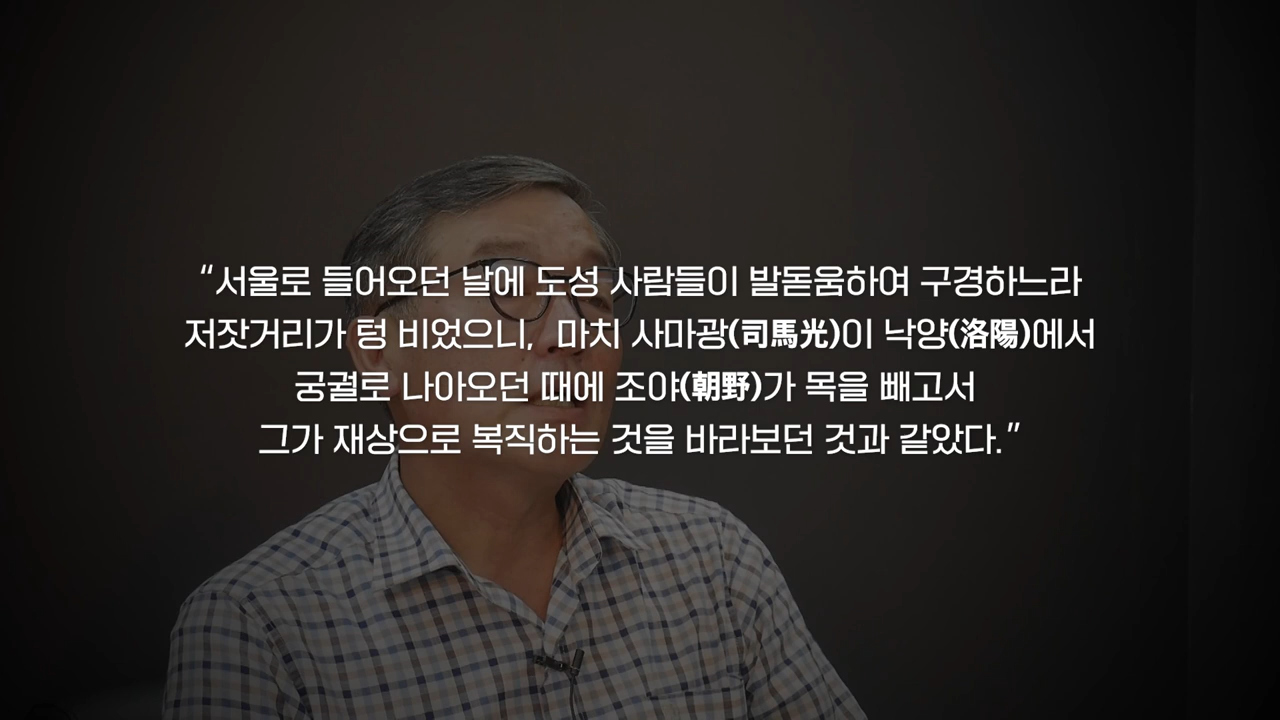 “서울로 들어오던 날에 도성 사람들이 발돋움하여 구경하느라
저잣거리가 텅 비었으니, 마치 사마광(司馬光)이 낙양(洛陽)에서
궁궐로 나아오던 때에 조야(朝野)가 목을 빼고서
그가 재상으로 복직하는 것을 바라보던 것과 같았다.”